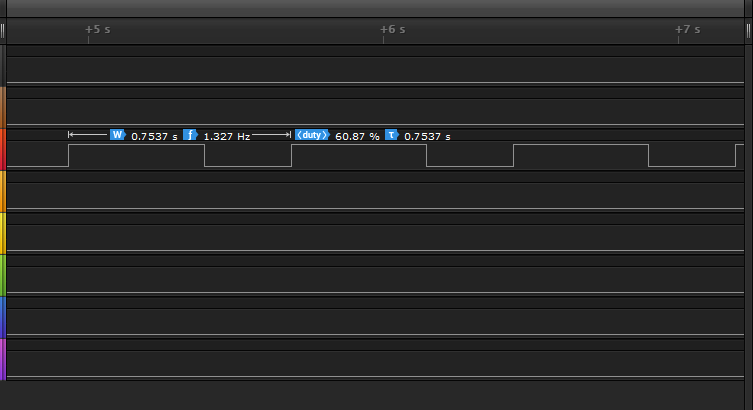 +5 s +6 s +7 s
W 0.7537 s f 1.327 Hz ⟨duty⟩ 60.87 % T 0.7537 s